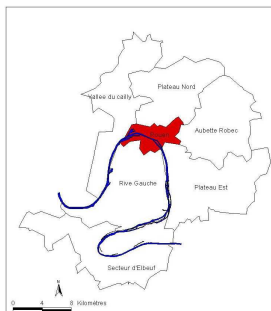 Plateau Nord
Vallee du cailly
Aubette Robec
Rive Gauche
Plateau Est
Secteur d'Elbeuf
N
0 4 8 Kilomètres